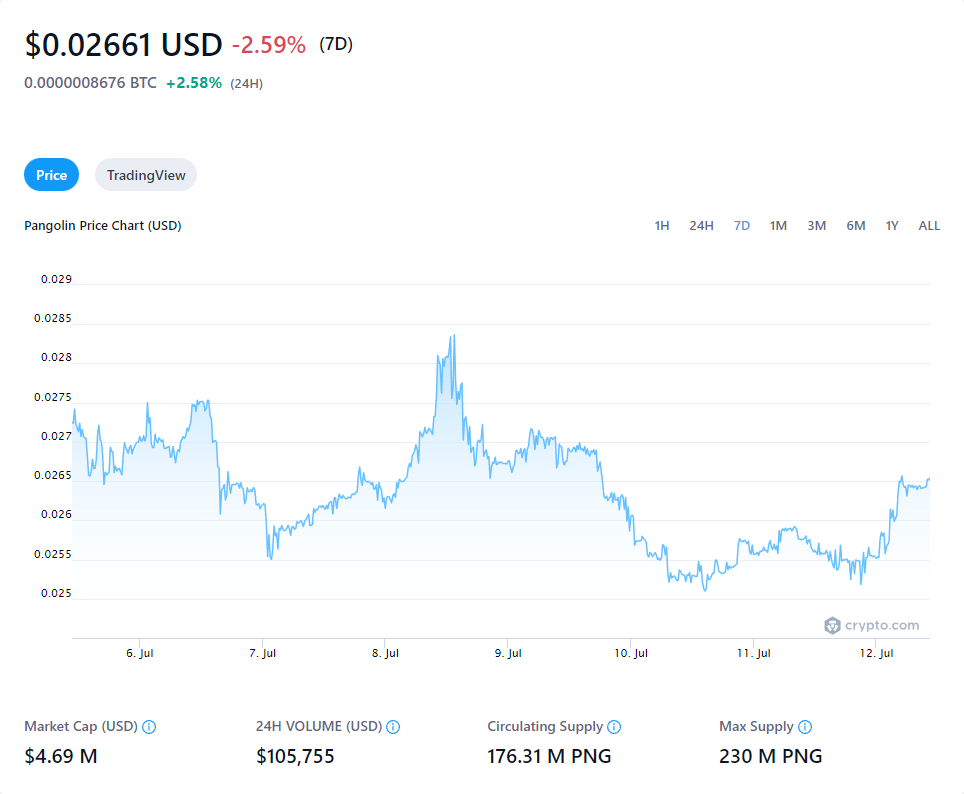 $0.02661 USD -2.59% (7D)
0.0000008676 BTC +2.58% (24H)
Price TradingView
Pangolin Price Chart (USD) 1H 24H 7D 1M 3M 6M 1Y ALL
0.029
0.0285
0.028
0.0275
0.027
0.0265
0.026
0.0255
0.025
crypto.com
6. Jul 7. Jul 8. Jul 9. Jul 10. Jul 11. Jul 12. Jul
Market Cap (USD) 24H VOLUME (USD) Circulating Supply Max Supply
$4.69 M $105,755 176.31 M PNG 230 M PNG